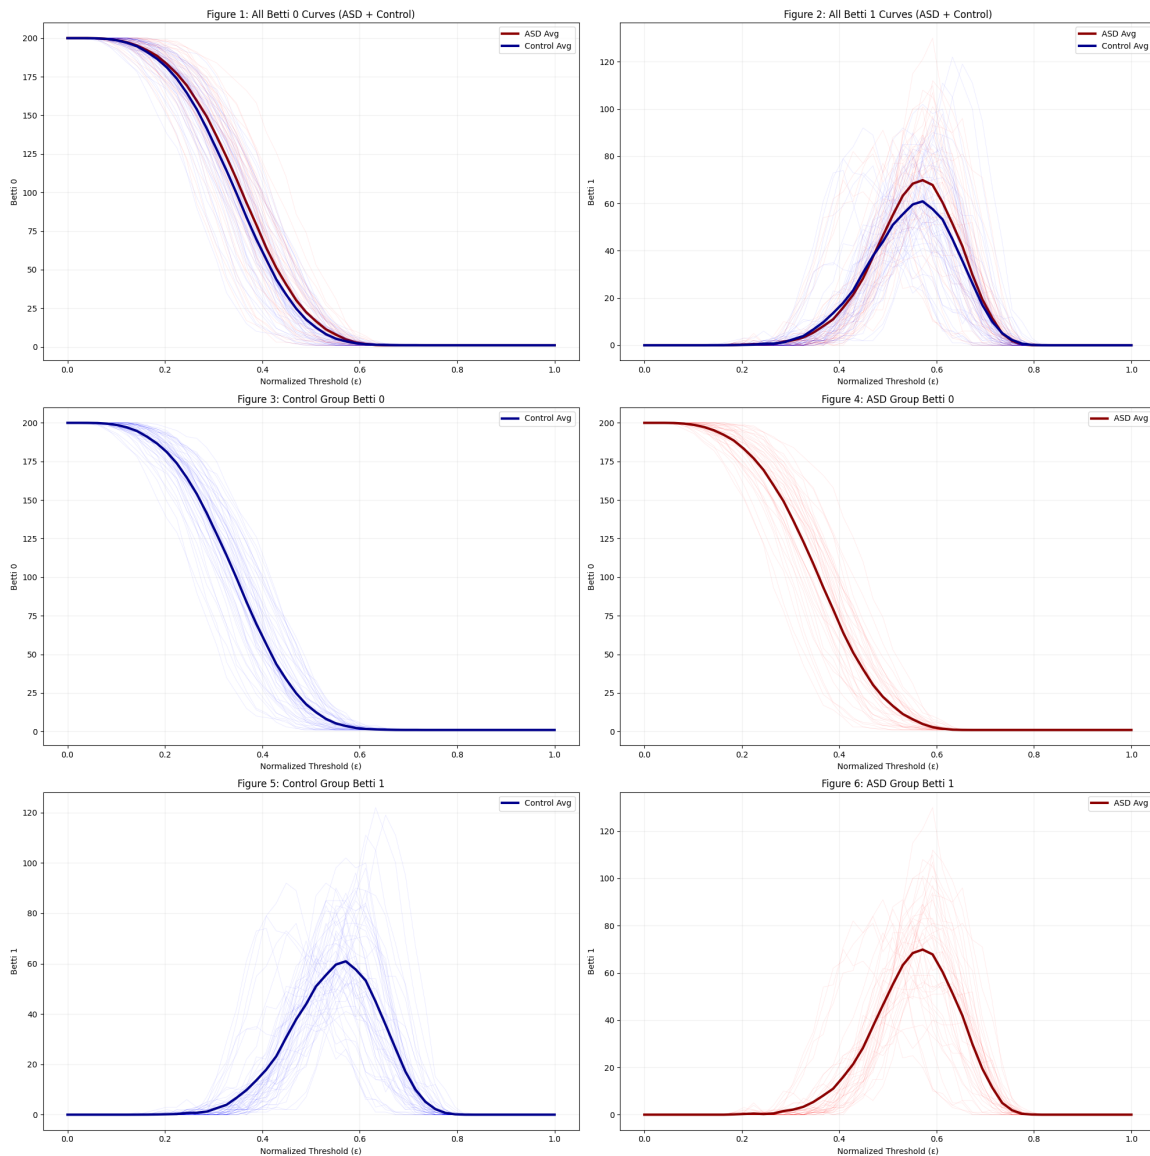 Figure 1: All Betti 0 Curves (ASD + Control)
ASD Avg
Control Avg
Betti 0
200
175
150
125
100
75
50
25
0
0.0 0.2 0.4 0.6 0.8 1.0
Normalized Threshold (ε)
Figure 2: All Betti 1 Curves (ASD + Control)
ASD Avg
Control Avg
Betti 1
120
100
80
60
40
20
0
0.0 0.2 0.4 0.6 0.8 1.0
Normalized Threshold (ε)
Figure 3: Control Group Betti 0
Control Avg
Betti 0
200
175
150
125
100
75
50
25
0
0.0 0.2 0.4 0.6 0.8 1.0
Normalized Threshold (ε)
Figure 4: ASD Group Betti 0
ASD Avg
Betti 0
200
175
150
125
100
75
50
25
0
0.0 0.2 0.4 0.6 0.8 1.0
Normalized Threshold (ε)
Figure 5: Control Group Betti 1
Control Avg
Betti 1
120
100
80
60
40
20
0
0.0 0.2 0.4 0.6 0.8 1.0
Normalized Threshold (ε)
Figure 6: ASD Group Betti 1
ASD Avg
Betti 1
120
100
80
60
40
20
0
0.0 0.2 0.4 0.6 0.8 1.0
Normalized Threshold (ε)